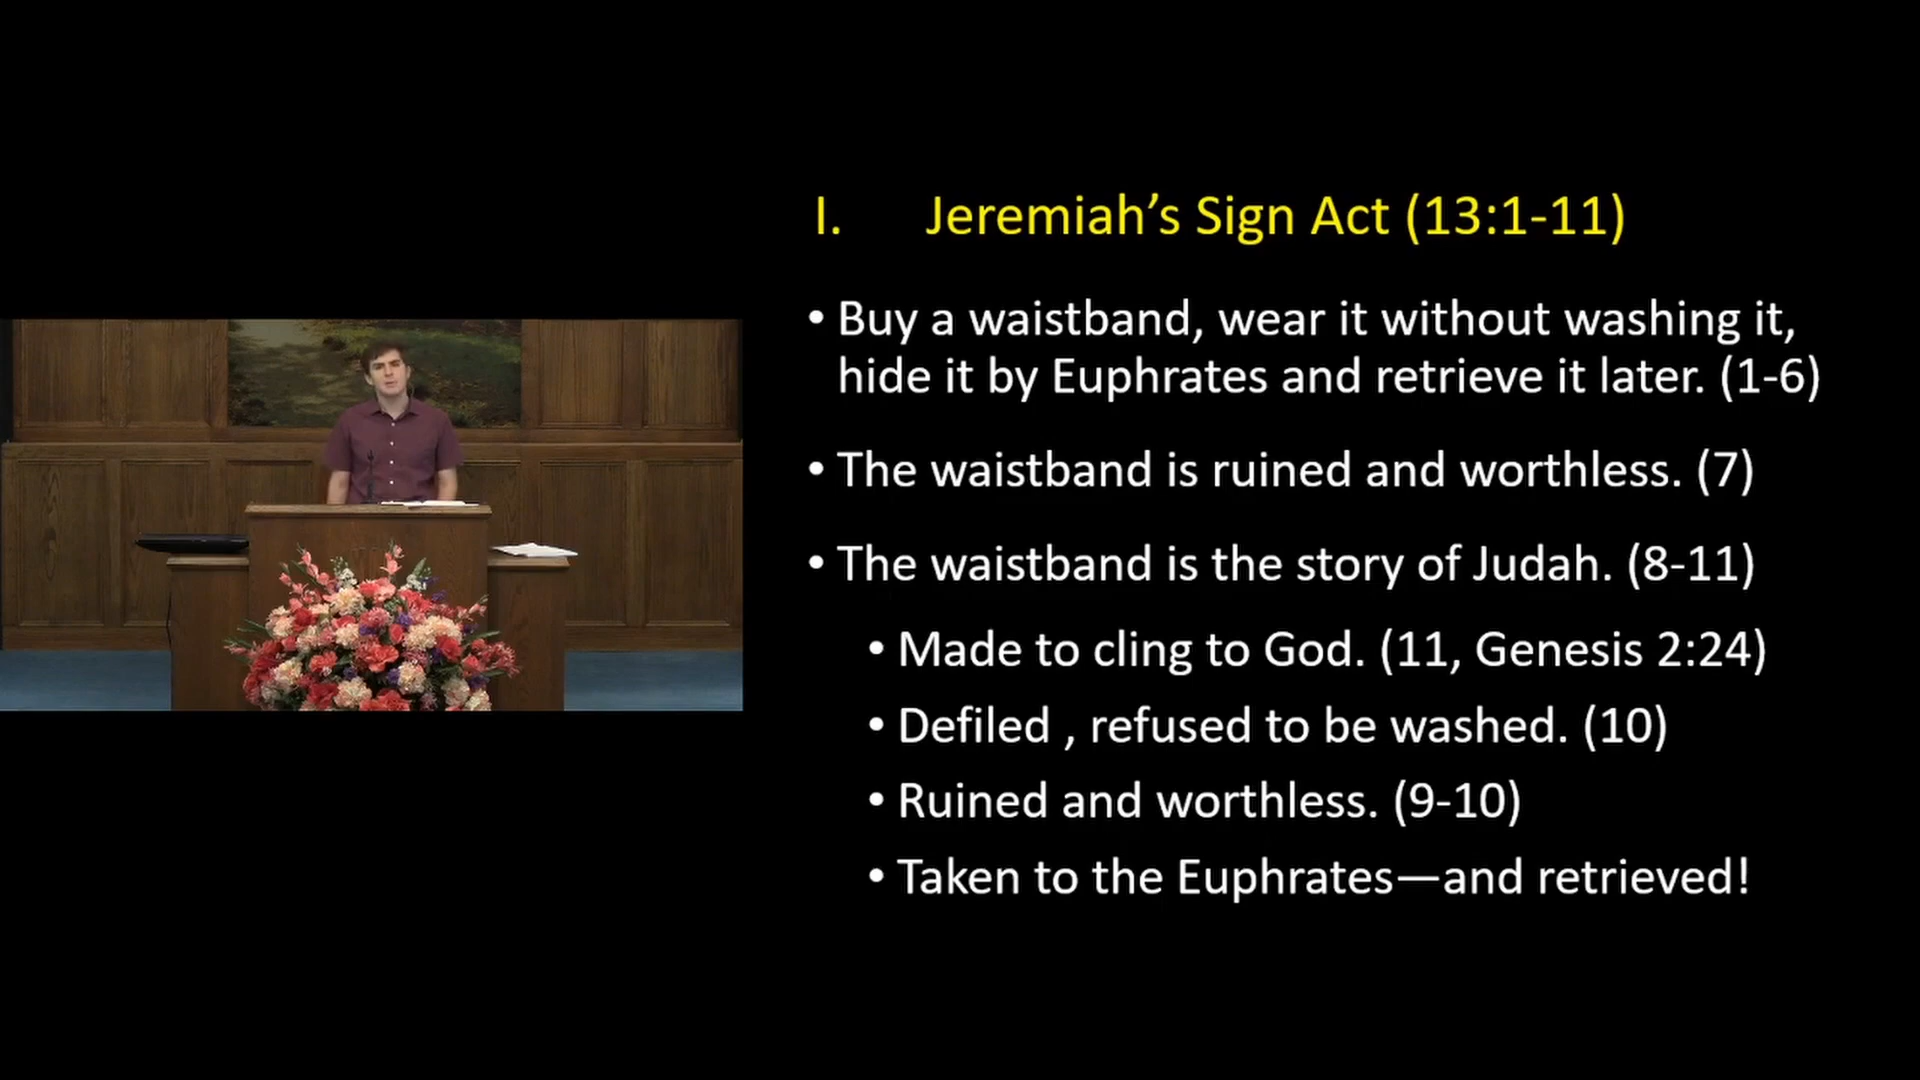 I. Jeremiah’s Sign Act (13:1-11)
• Buy a waistband, wear it without washing it,
hide it by Euphrates and retrieve it later. (1-6)
• The waistband is ruined and worthless. (7)
• The waistband is the story of Judah. (8-11)
• Made to cling to God. (11, Genesis 2:24)
• Defiled , refused to be washed. (10)
• Ruined and worthless. (9-10)
• Taken to the Euphrates—and retrieved!